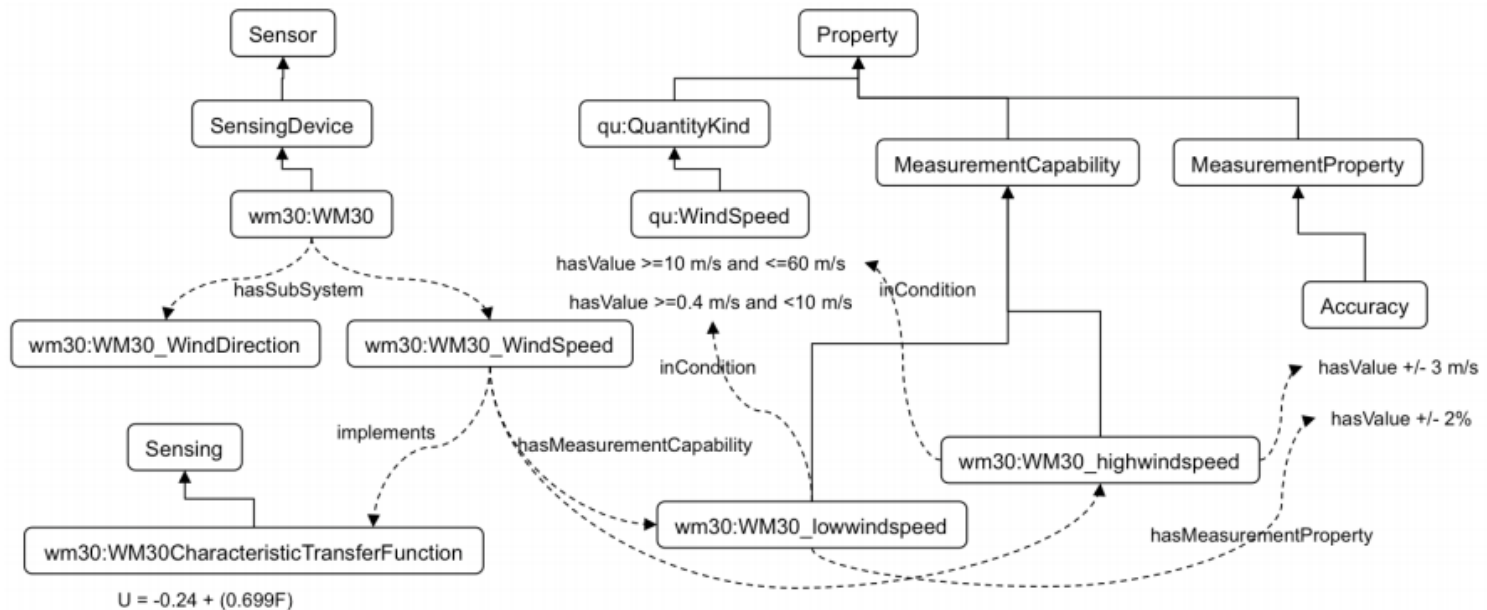 Sensor
Property
SensingDevice
qu:QuantityKind
MeasurementCapability
MeasurementProperty
wm30:WM30
qu:WindSpeed
hasValue >=10 m/s and <=60 m/s
hasSubSystem
inCondition
hasValue >=0.4 m/s and <10 m/s
Accuracy
wm30:WM30_WindDirection
wm30:WM30_WindSpeed
inCondition
hasValue +/- 3 m/s
hasValue +/- 2%
implements
Sensing
hasMeasurementCapability
wm30:WM30_highwindspeed
wm30:WM30_lowwindspeed
hasMeasurementProperty
wm30:WM30CharacteristicTransferFunction
U = -0.24 + (0.699F)